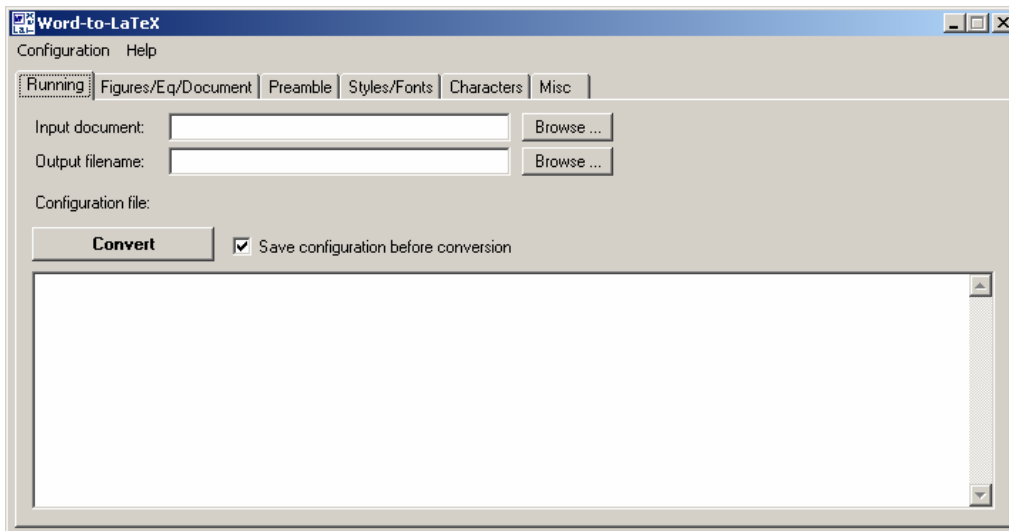 Word-to-LaTeX
Configuration Help
Running Figures/Eq/Document Preamble Styles/Fonts Characters Misc
Input document: Browse ...
Output filename: Browse ...
Configuration file:
Convert Save configuration before conversion